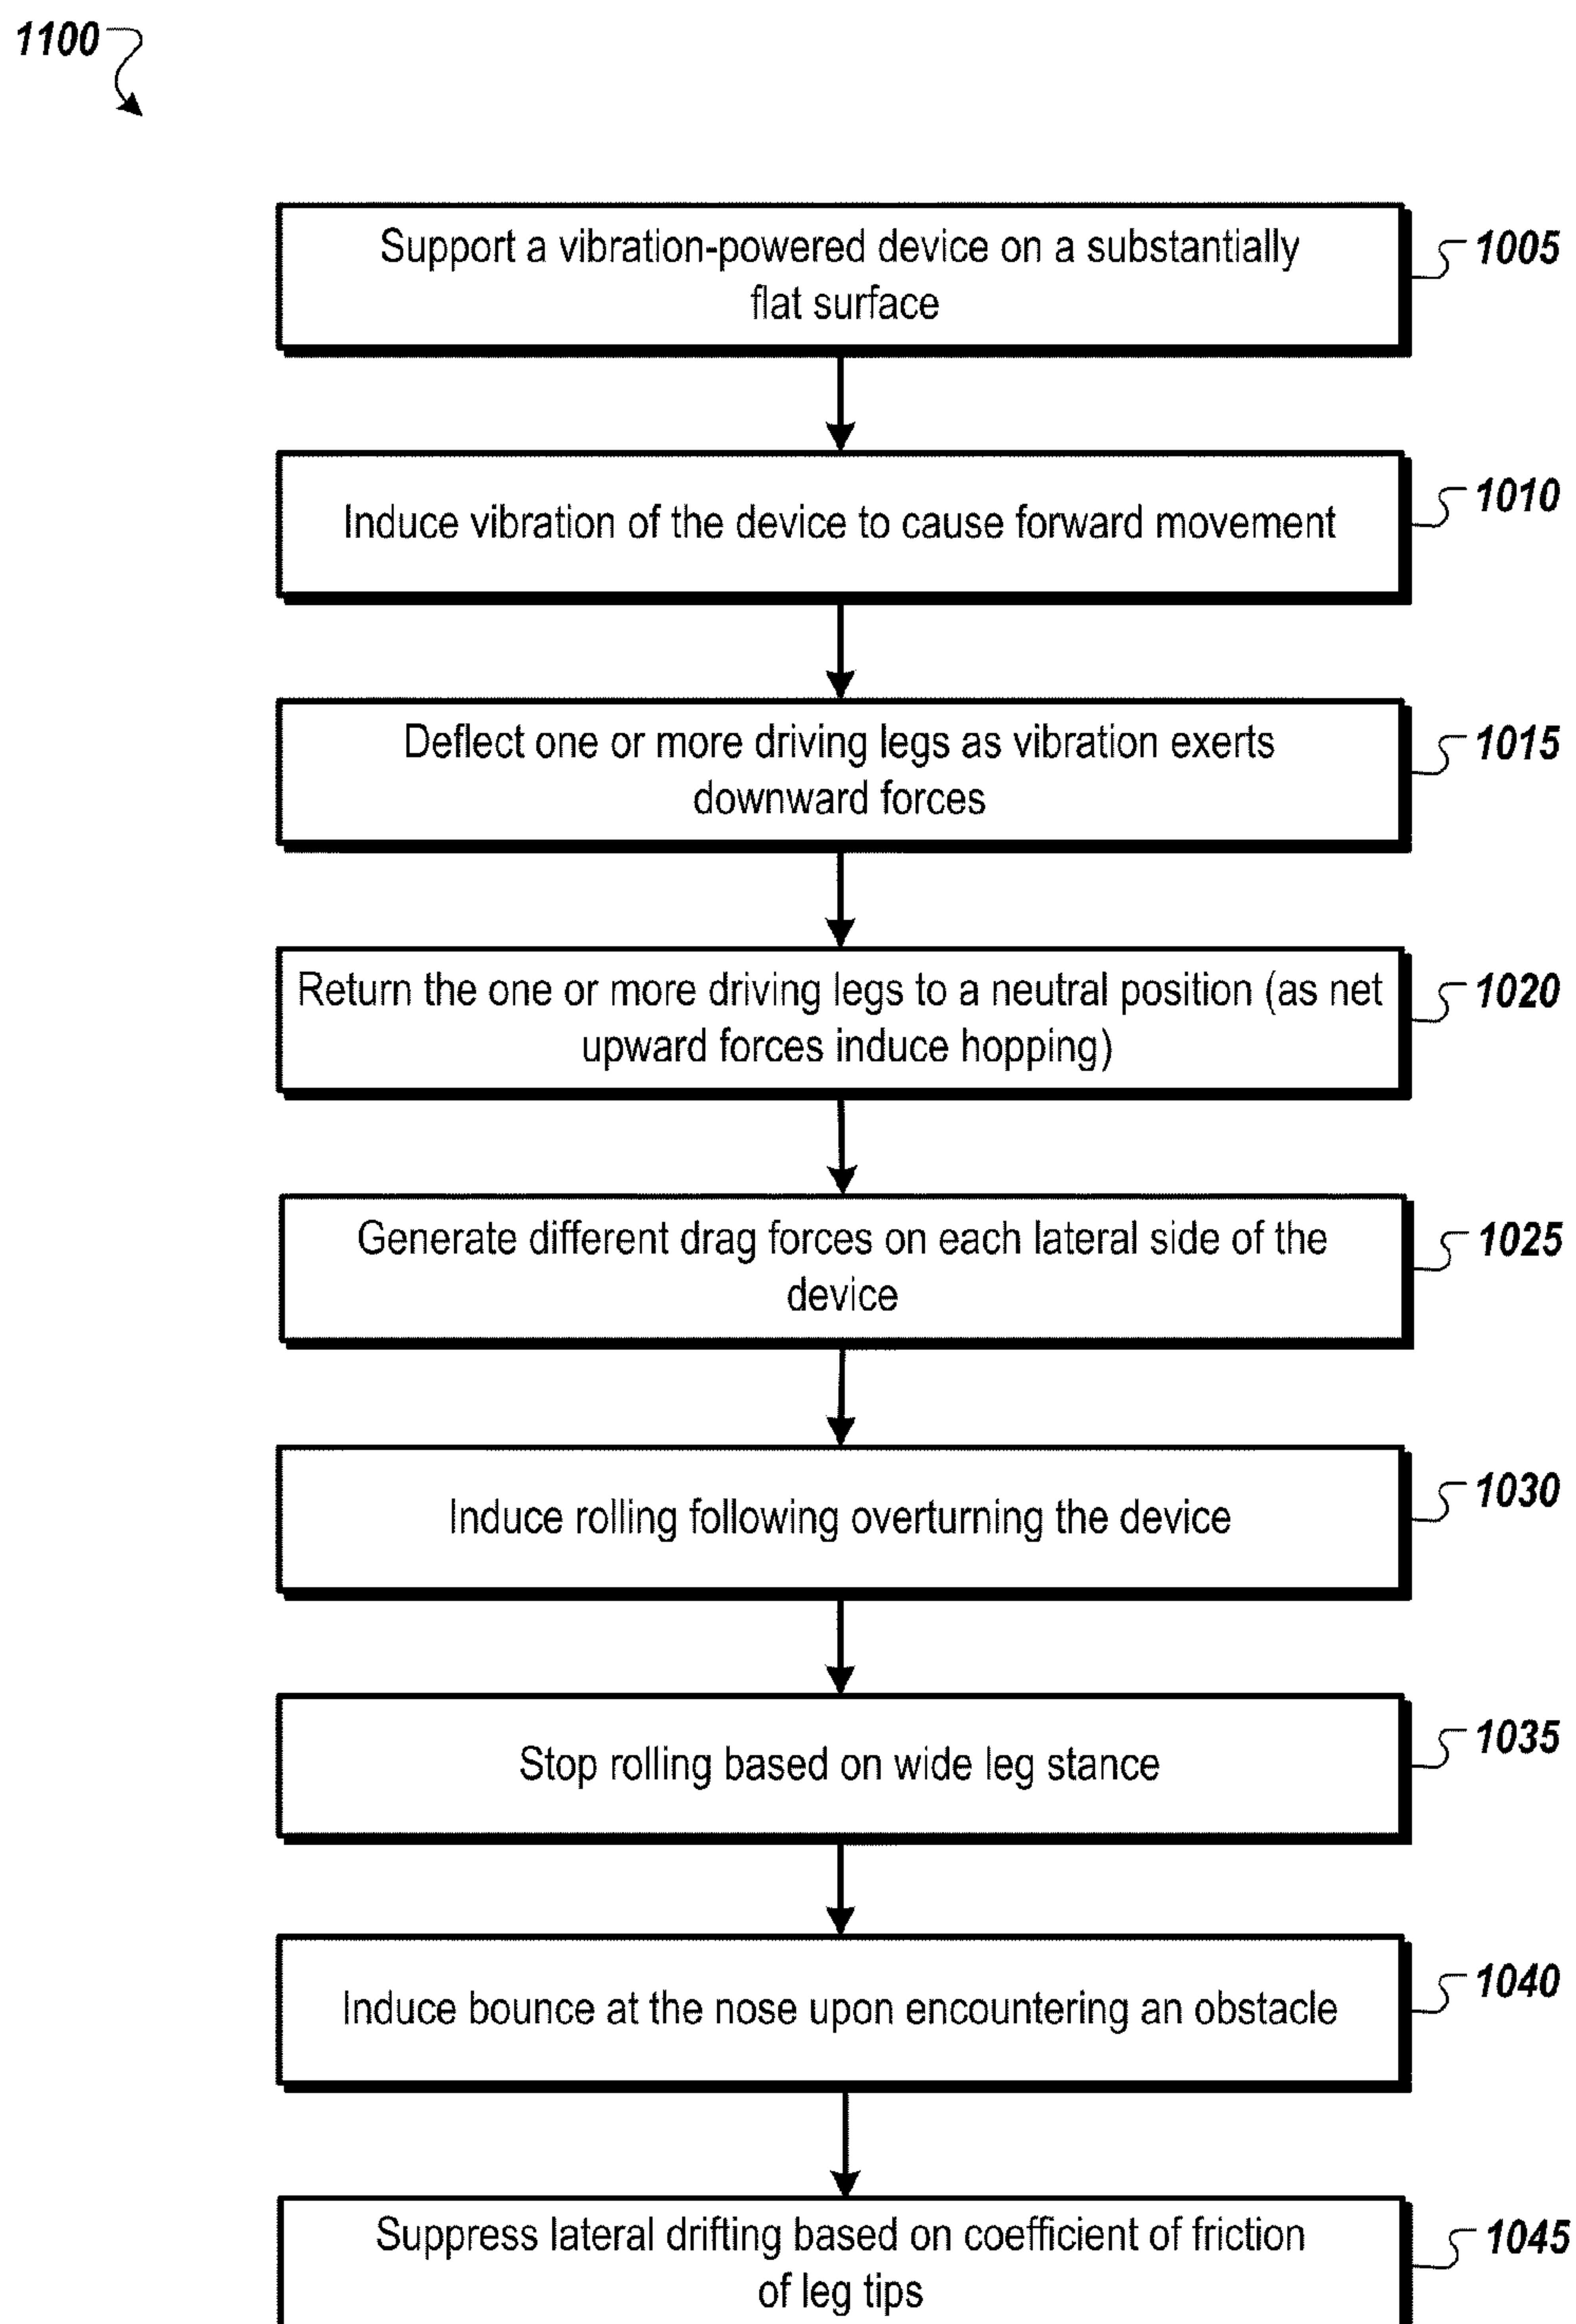 1100
Support a vibration-powered device on a substantially
flat surface
1005
Induce vibration of the device to cause forward movement
1010
Deflect one or more driving legs as vibration exerts
downward forces
1015
Return the one or more driving legs to a neutral position (as net
upward forces induce hopping)
1020
Generate different drag forces on each lateral side of the
device
1025
Induce rolling following overturning the device
1030
Stop rolling based on wide leg stance
1035
Induce bounce at the nose upon encountering an obstacle
1040
Suppress lateral drifting based on coefficient of friction
of leg tips
1045